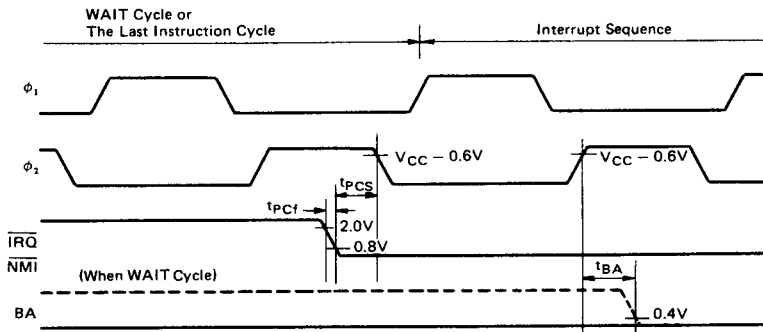 WAIT Cycle or
The Last Instruction Cycle
Interrupt Sequence
φ1
φ2
VCC − 0.6V
VCC − 0.6V
tPCS
tPCf
2.0V
0.8V
IRQ
NMI
(When WAIT Cycle)
tBA
BA
0.4V